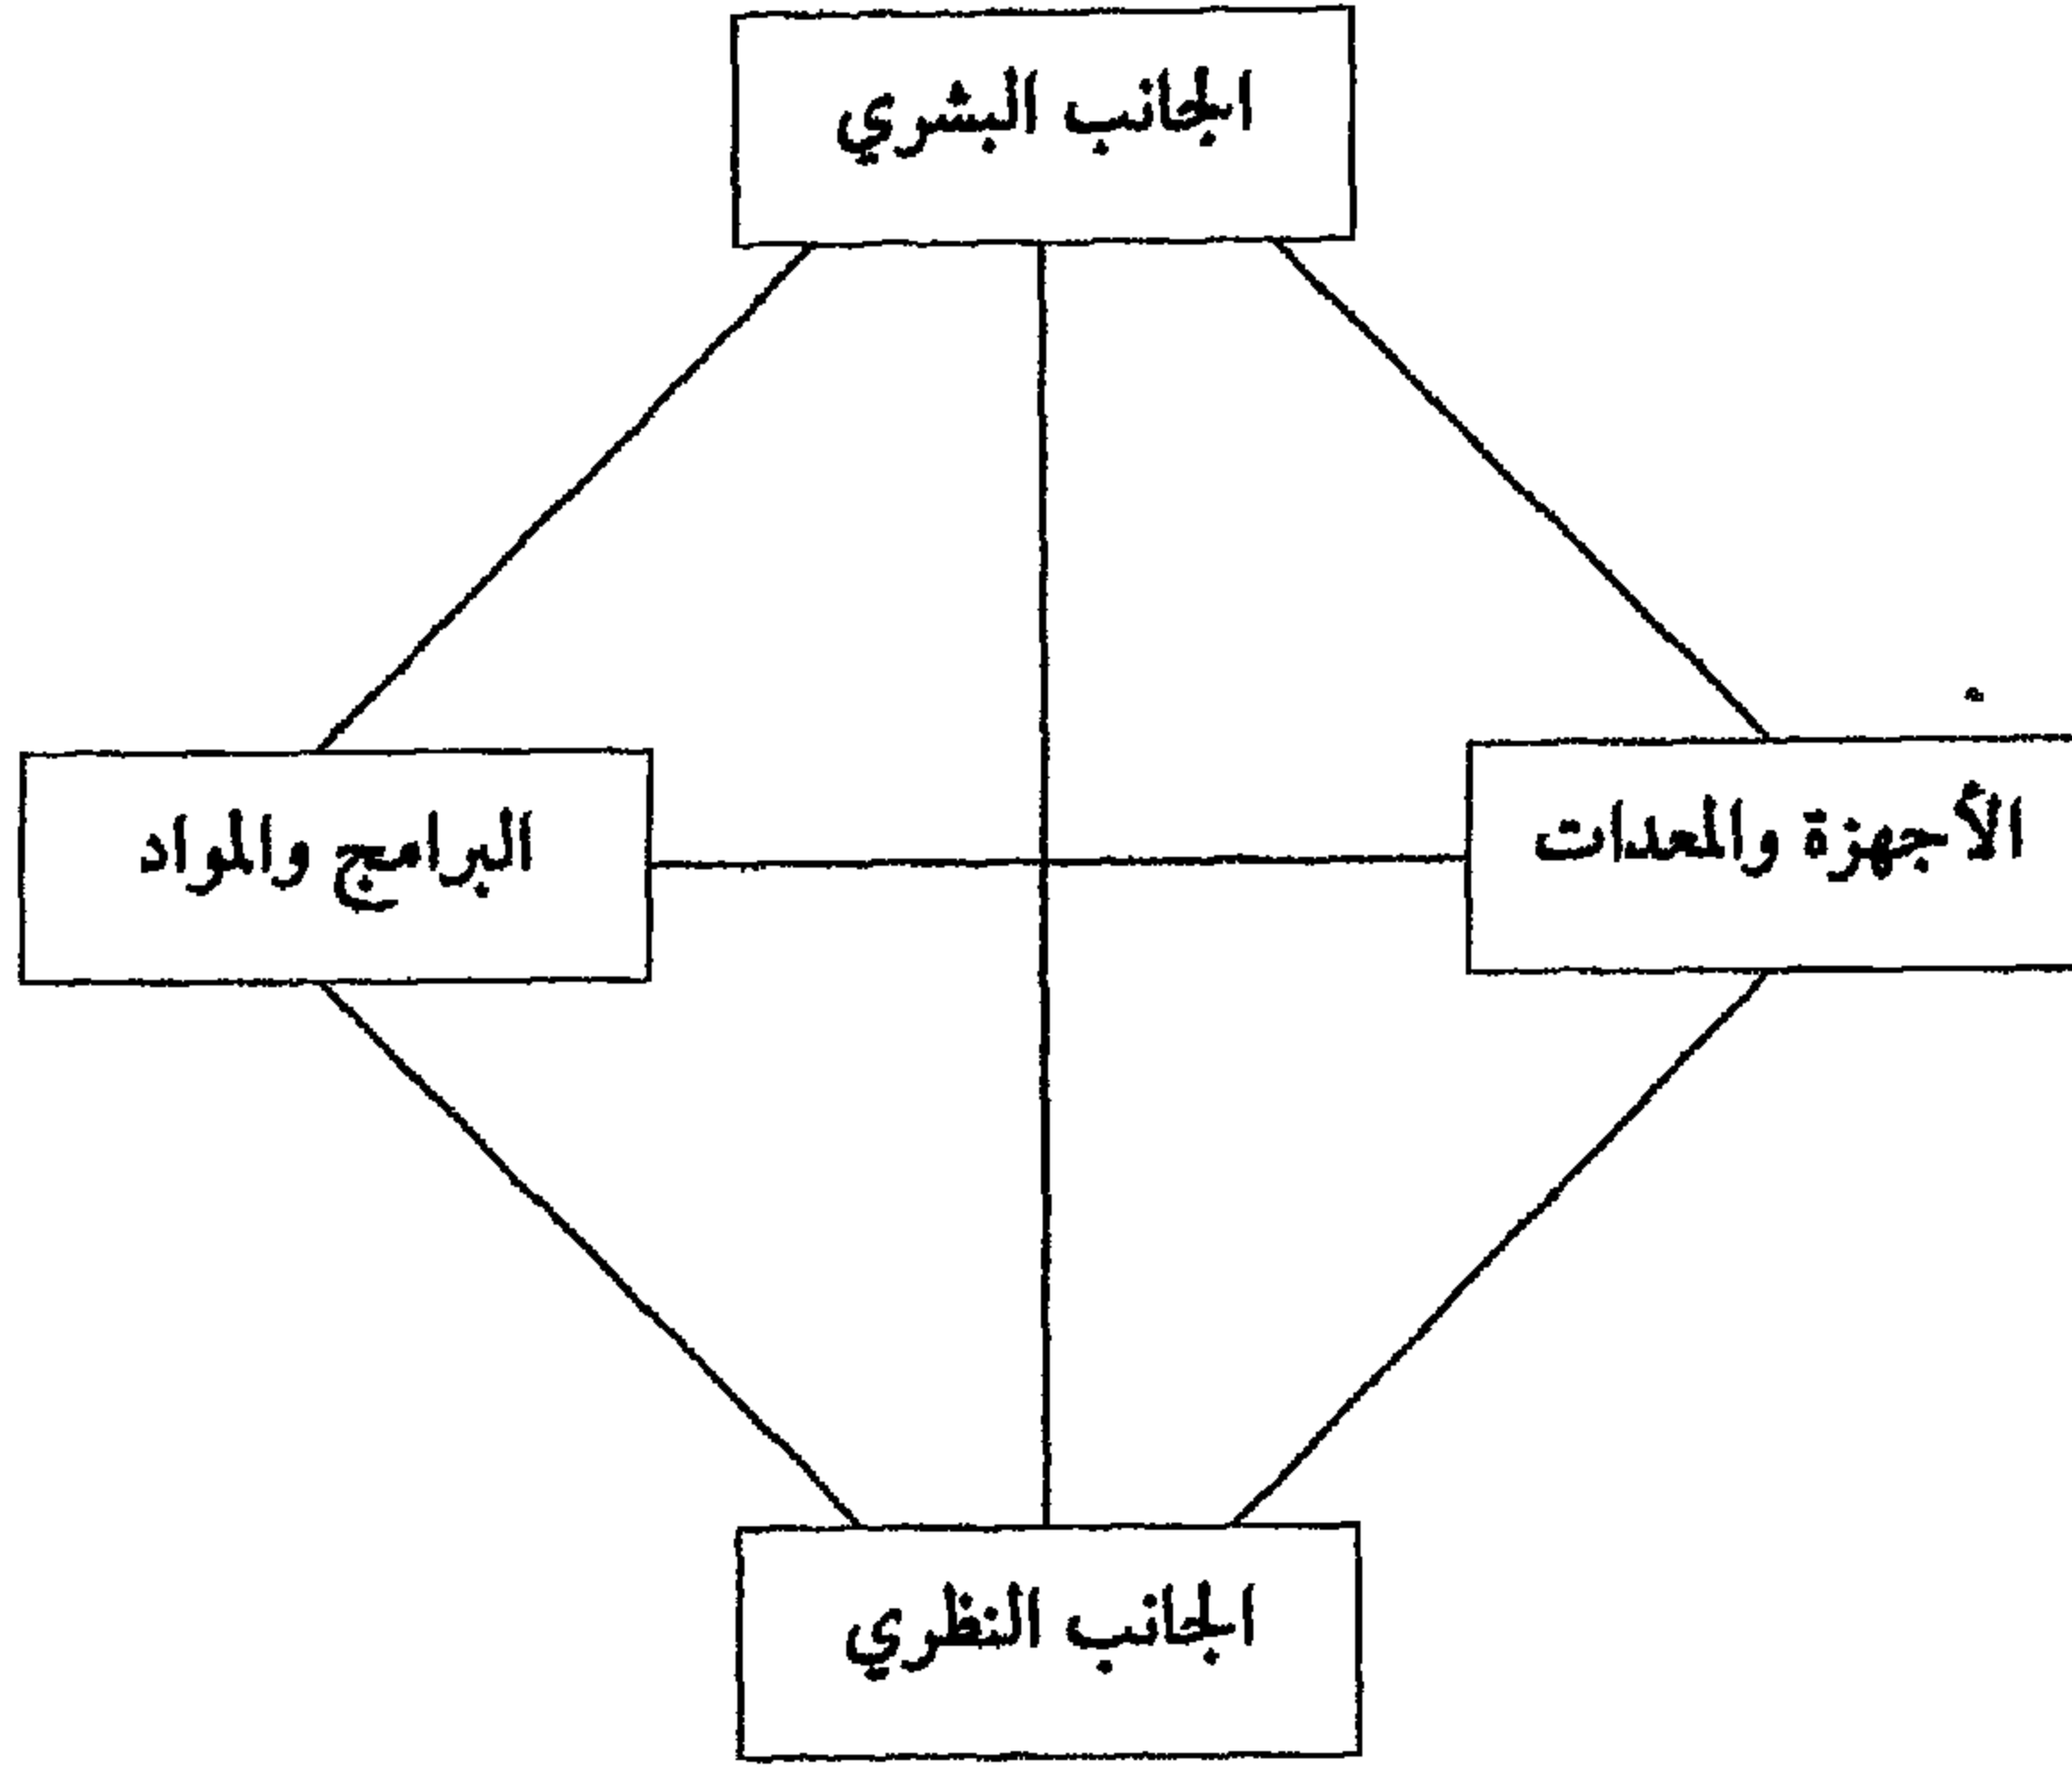 الجانب البشري
الأجهزة والمعدات
البرامج والمواد
الجانب النظري